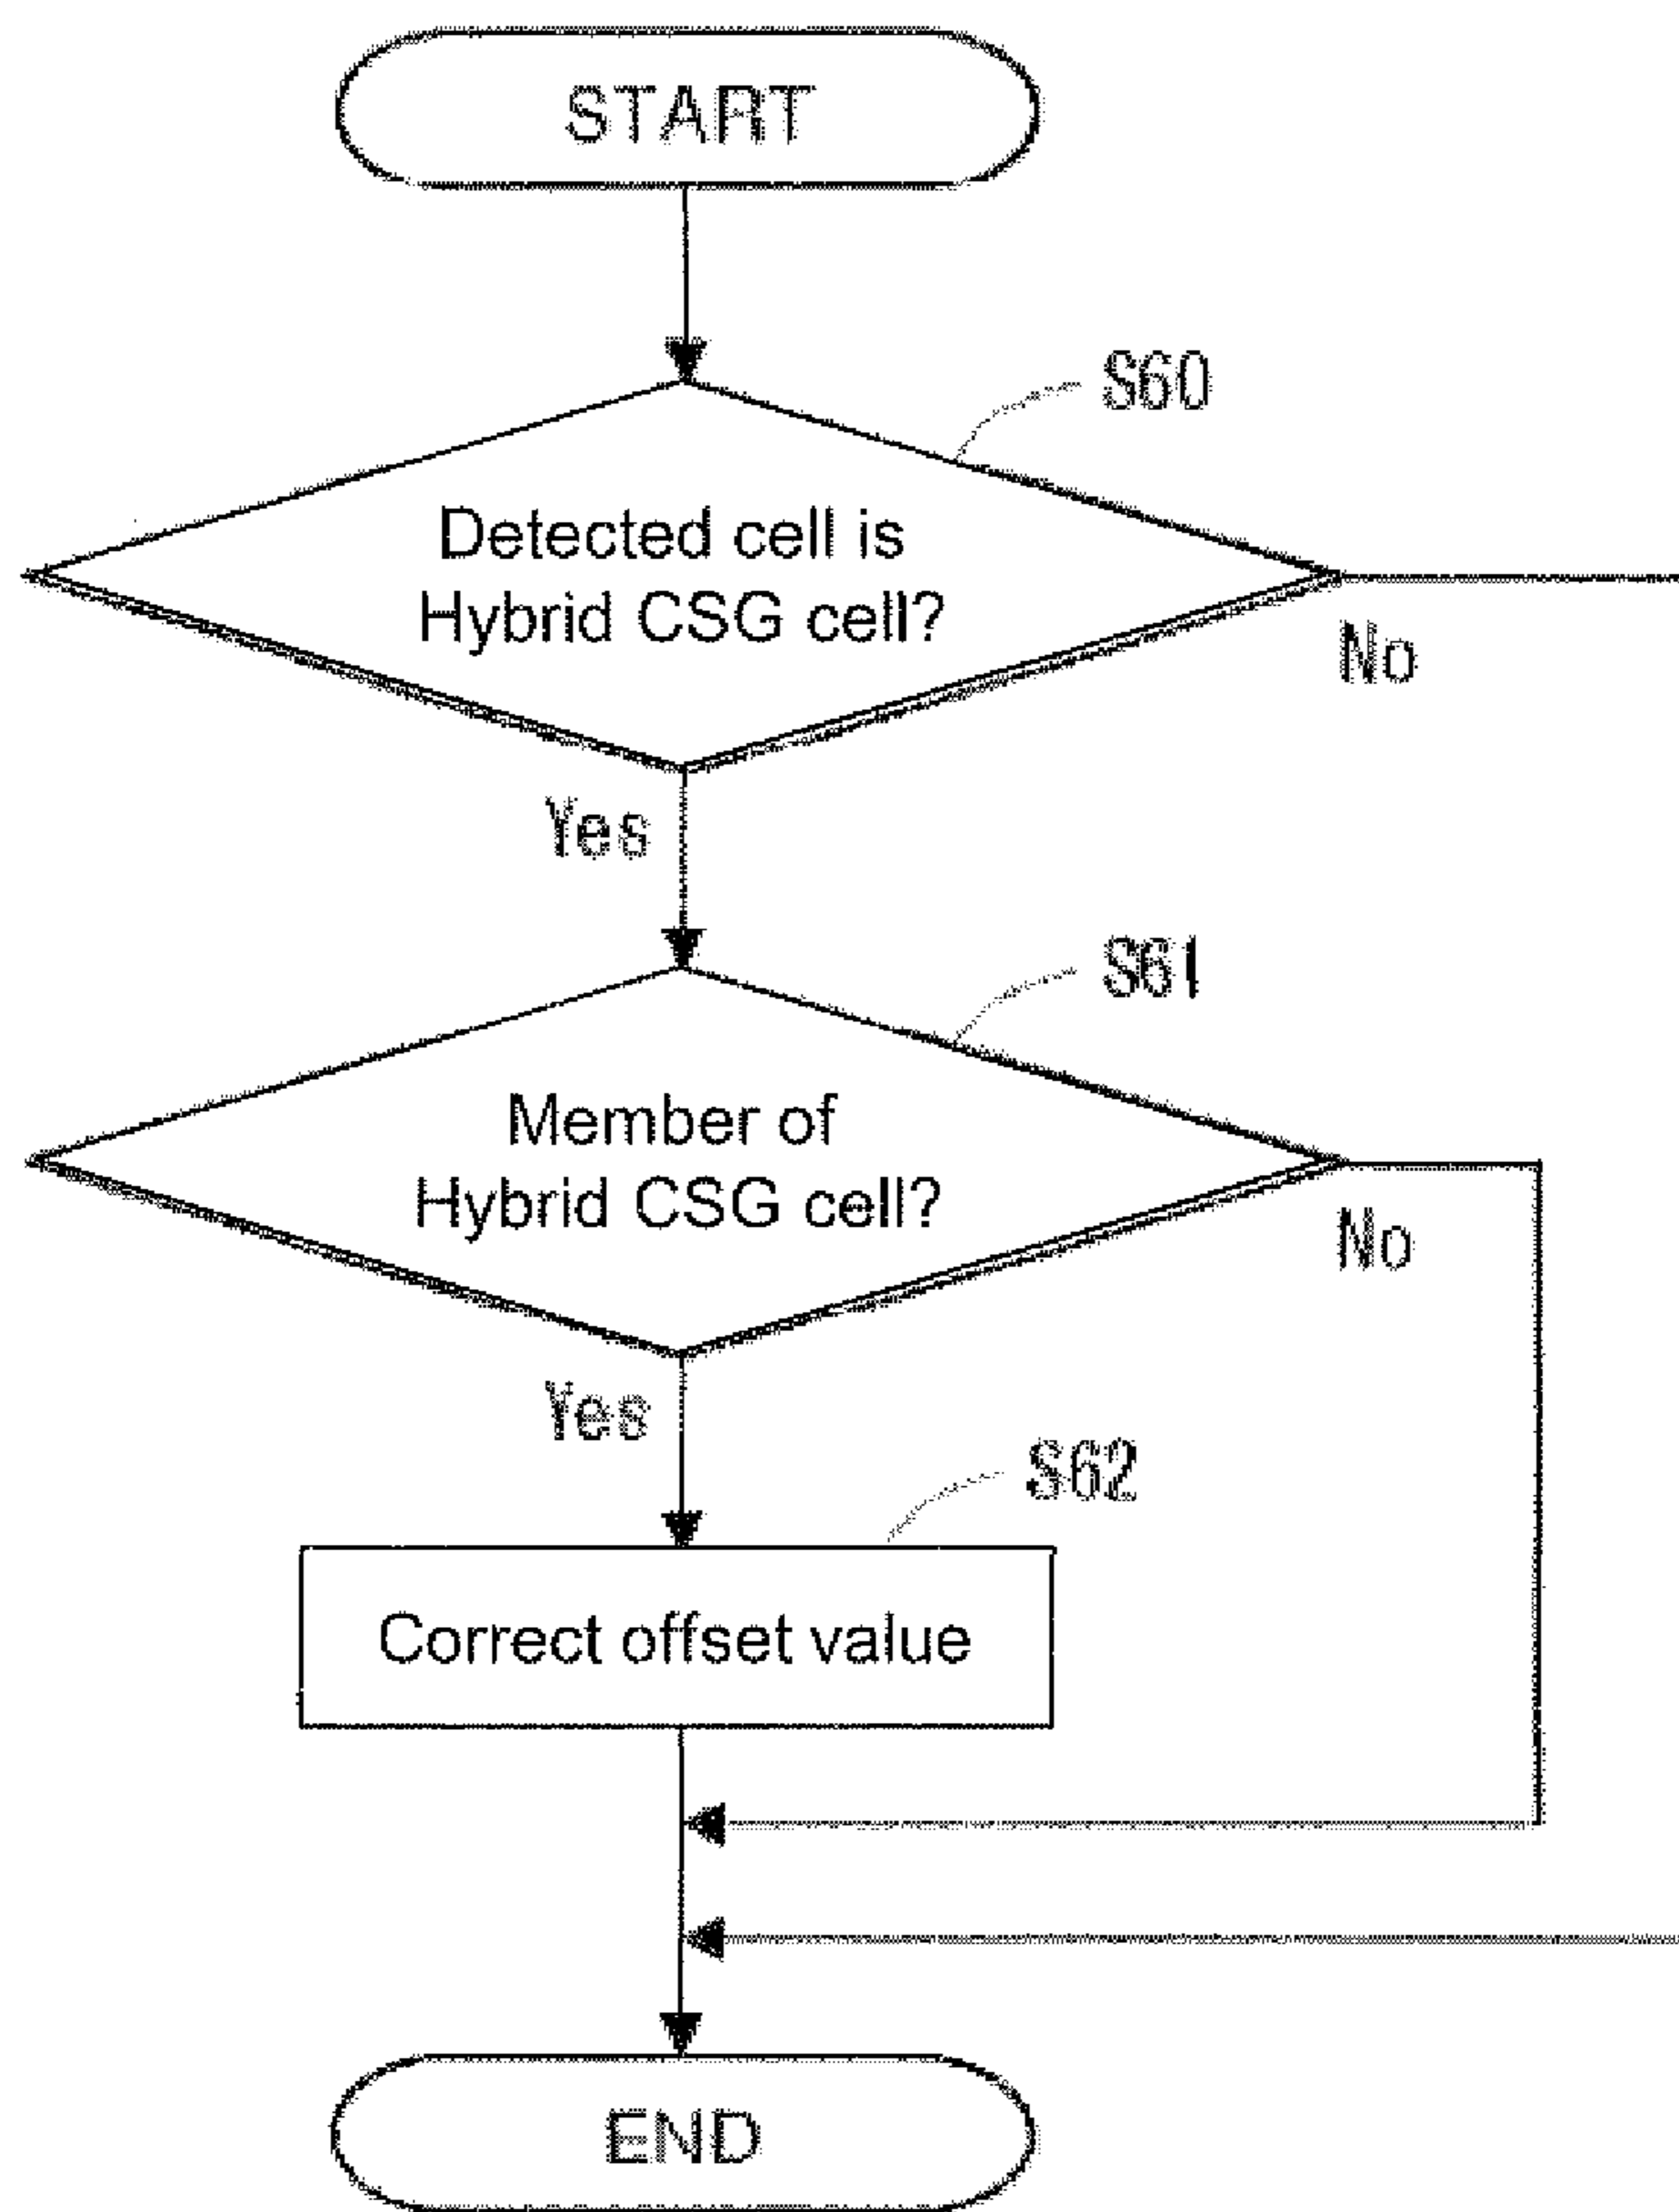 START
S60
Detected cell is
Hybrid CSG cell?
No
Yes
S61
Member of
Hybrid CSG cell?
No
Yes
S62
Correct offset value
END